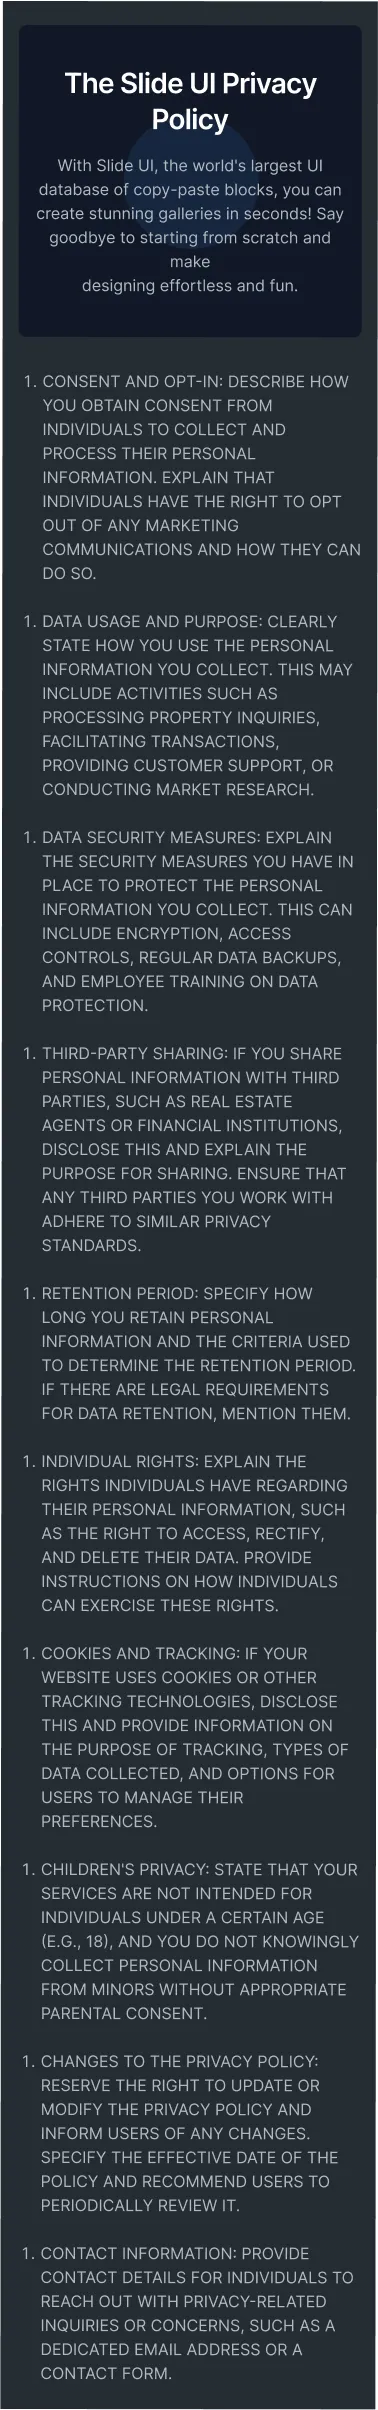 The Slide UI Privacy
Policy
With Slide UI, the world's largest UI
database of copy-paste blocks, you can
create stunning galleries in seconds! Say
goodbye to starting from scratch and
make
designing effortless and fun.
1. CONSENT AND OPT-IN: DESCRIBE HOW
YOU OBTAIN CONSENT FROM
INDIVIDUALS TO COLLECT AND
PROCESS THEIR PERSONAL
INFORMATION. EXPLAIN THAT
INDIVIDUALS HAVE THE RIGHT TO OPT
OUT OF ANY MARKETING
COMMUNICATIONS AND HOW THEY CAN
DO SO.
1. DATA USAGE AND PURPOSE: CLEARLY
STATE HOW YOU USE THE PERSONAL
INFORMATION YOU COLLECT. THIS MAY
INCLUDE ACTIVITIES SUCH AS
PROCESSING PROPERTY INQUIRIES,
FACILITATING TRANSACTIONS,
PROVIDING CUSTOMER SUPPORT, OR
CONDUCTING MARKET RESEARCH.
1. DATA SECURITY MEASURES: EXPLAIN
THE SECURITY MEASURES YOU HAVE IN
PLACE TO PROTECT THE PERSONAL
INFORMATION YOU COLLECT. THIS CAN
INCLUDE ENCRYPTION, ACCESS
CONTROLS, REGULAR DATA BACKUPS,
AND EMPLOYEE TRAINING ON DATA
PROTECTION.
1. THIRD-PARTY SHARING: IF YOU SHARE
PERSONAL INFORMATION WITH THIRD
PARTIES, SUCH AS REAL ESTATE
AGENTS OR FINANCIAL INSTITUTIONS,
DISCLOSE THIS AND EXPLAIN THE
PURPOSE FOR SHARING. ENSURE THAT
ANY THIRD PARTIES YOU WORK WITH
ADHERE TO SIMILAR PRIVACY
STANDARDS.
1. RETENTION PERIOD: SPECIFY HOW
LONG YOU RETAIN PERSONAL
INFORMATION AND THE CRITERIA USED
TO DETERMINE THE RETENTION PERIOD.
IF THERE ARE LEGAL REQUIREMENTS
FOR DATA RETENTION, MENTION THEM.
1. INDIVIDUAL RIGHTS: EXPLAIN THE
RIGHTS INDIVIDUALS HAVE REGARDING
THEIR PERSONAL INFORMATION, SUCH
AS THE RIGHT TO ACCESS, RECTIFY,
AND DELETE THEIR DATA. PROVIDE
INSTRUCTIONS ON HOW INDIVIDUALS
CAN EXERCISE THESE RIGHTS.
1. COOKIES AND TRACKING: IF YOUR
WEBSITE USES COOKIES OR OTHER
TRACKING TECHNOLOGIES, DISCLOSE
THIS AND PROVIDE INFORMATION ON
THE PURPOSE OF TRACKING, TYPES OF
DATA COLLECTED, AND OPTIONS FOR
USERS TO MANAGE THEIR
PREFERENCES.
1. CHILDREN'S PRIVACY: STATE THAT YOUR
SERVICES ARE NOT INTENDED FOR
INDIVIDUALS UNDER A CERTAIN AGE
(E.G., 18), AND YOU DO NOT KNOWINGLY
COLLECT PERSONAL INFORMATION
FROM MINORS WITHOUT APPROPRIATE
PARENTAL CONSENT.
1. CHANGES TO THE PRIVACY POLICY:
RESERVE THE RIGHT TO UPDATE OR
MODIFY THE PRIVACY POLICY AND
INFORM USERS OF ANY CHANGES.
SPECIFY THE EFFECTIVE DATE OF THE
POLICY AND RECOMMEND USERS TO
PERIODICALLY REVIEW IT.
1. CONTACT INFORMATION: PROVIDE
CONTACT DETAILS FOR INDIVIDUALS TO
REACH OUT WITH PRIVACY-RELATED
INQUIRIES OR CONCERNS, SUCH AS A
DEDICATED EMAIL ADDRESS OR A
CONTACT FORM.